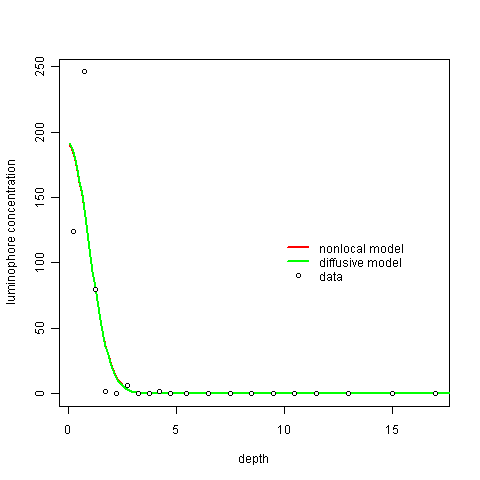 250
200
150
100
50
0
luminophore concentration
nonlocal model
diffusive model
data
0 5 10 15
depth